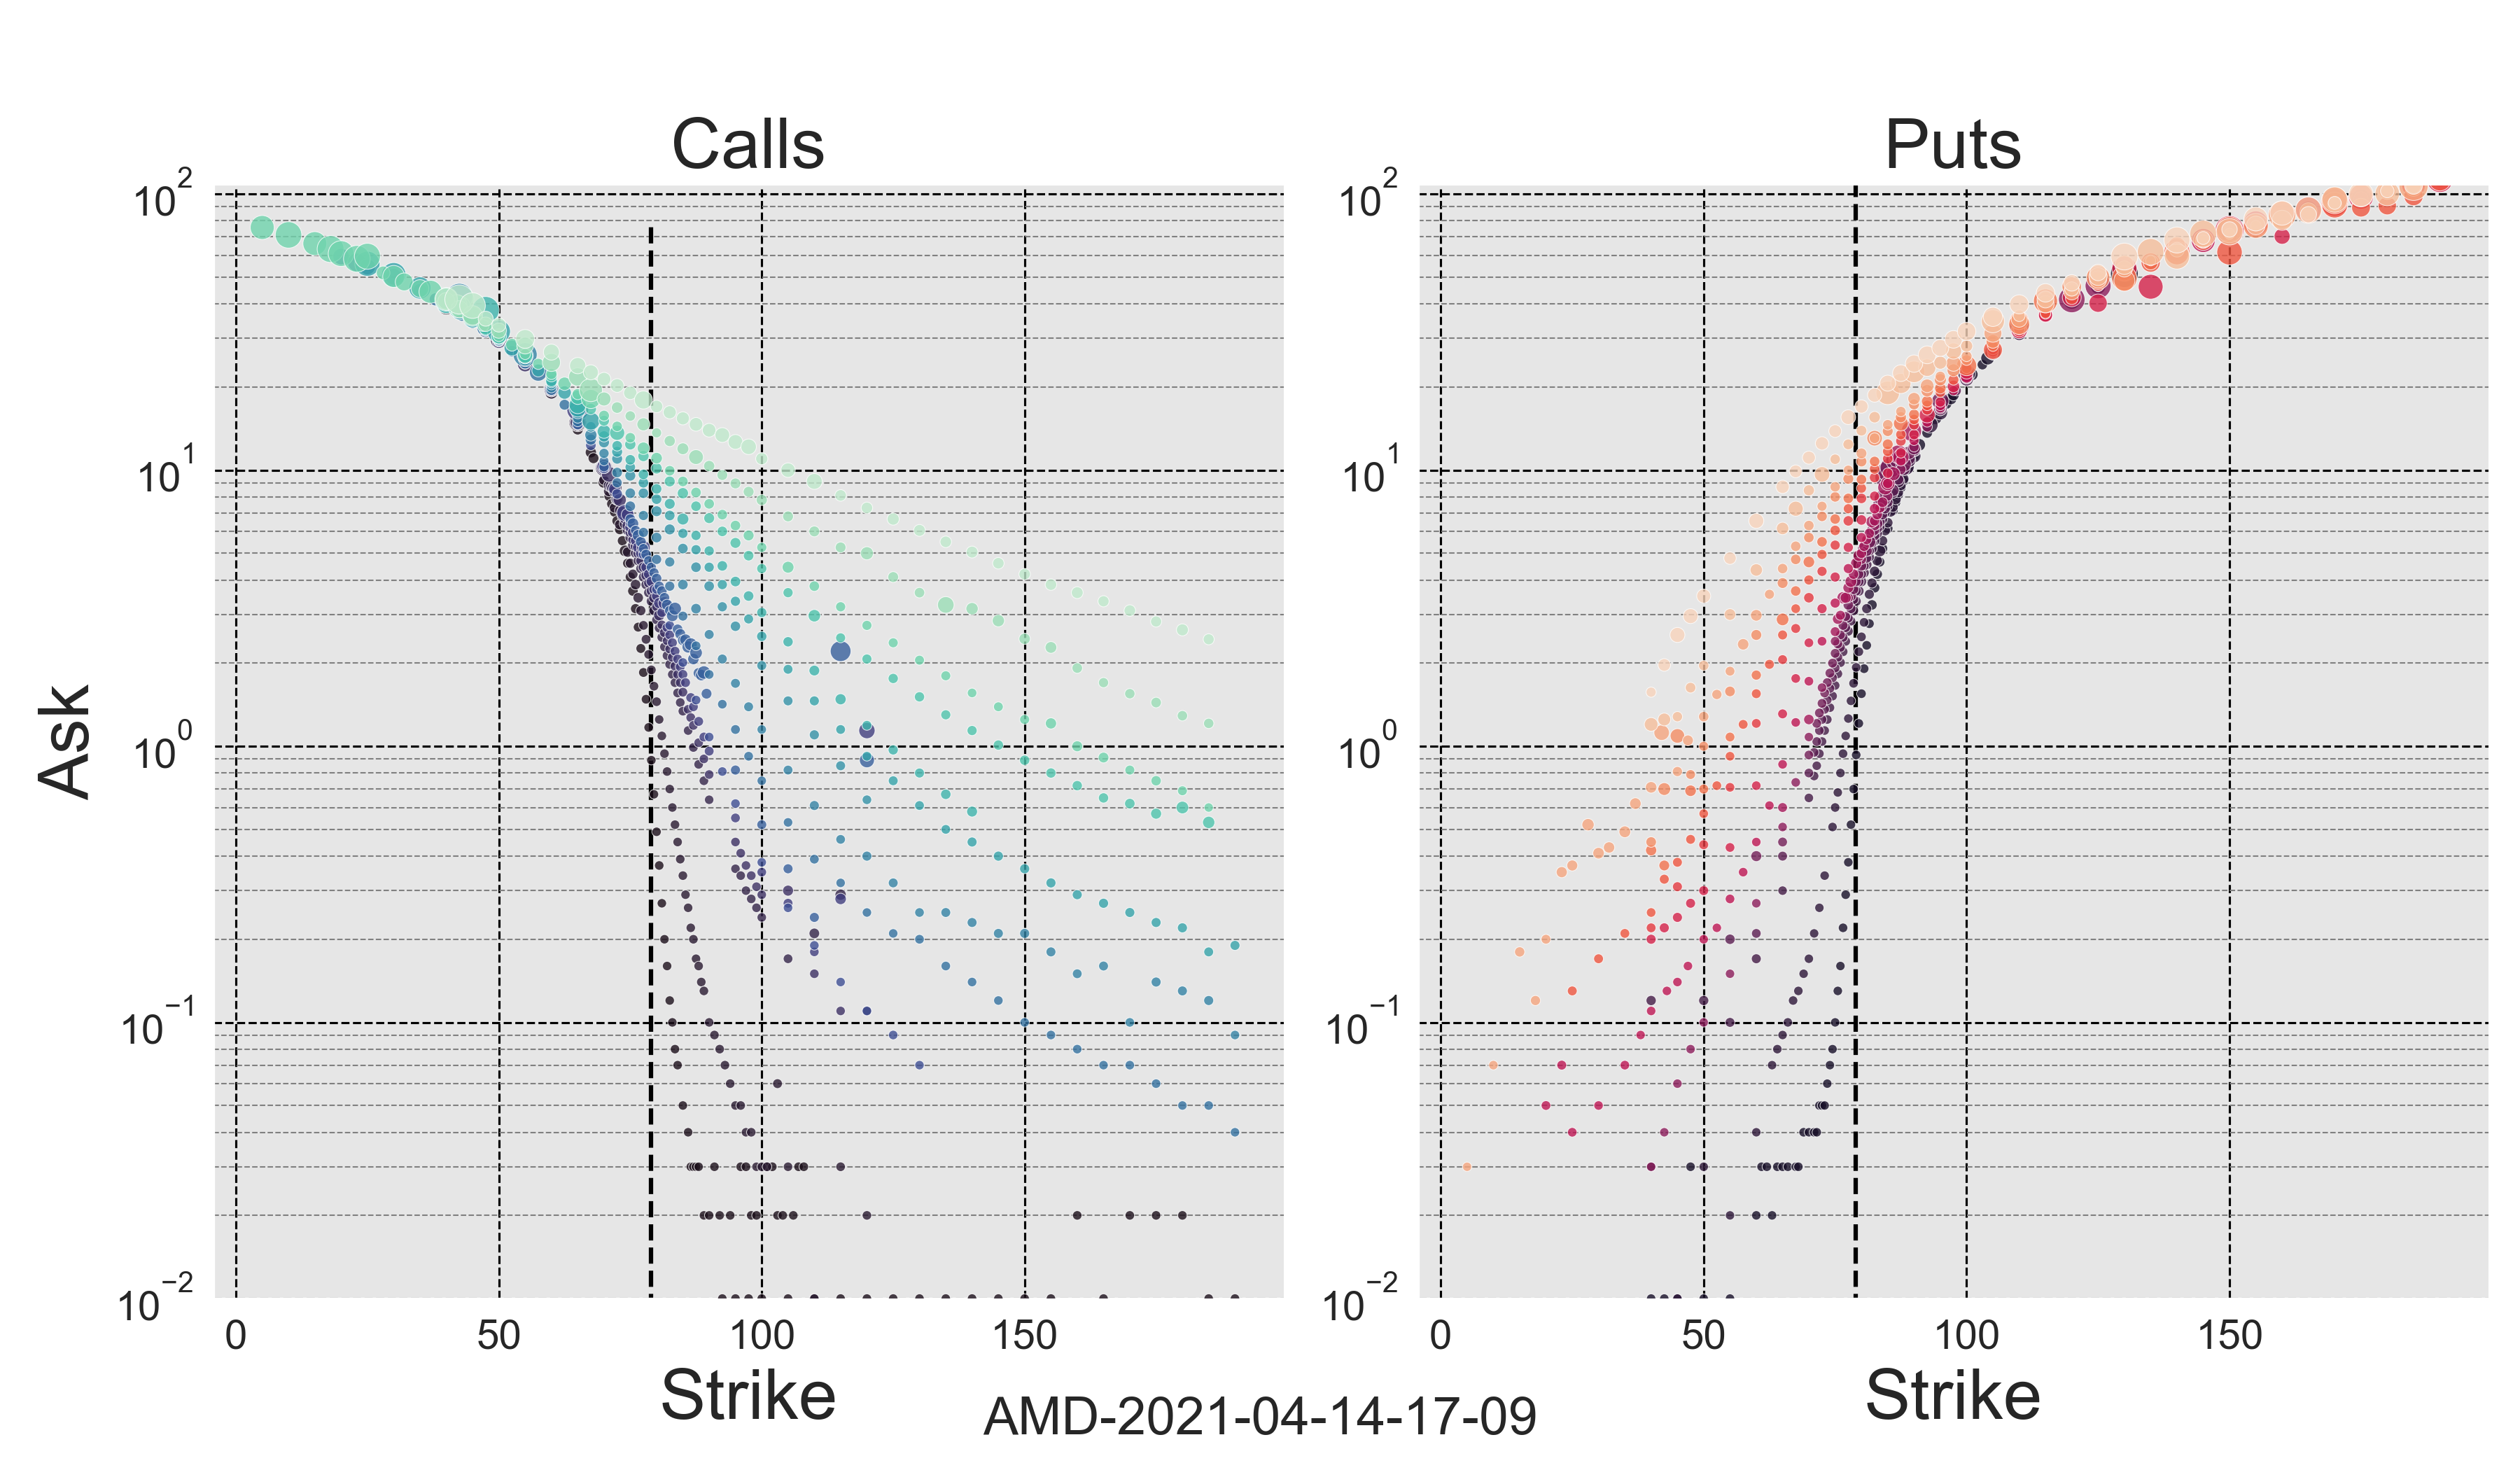 Calls Puts
10^2 10^2
10^1 10^1
10^0 10^0
10^−1 10^−1
10^−2 10^−2
Ask
0 50 100 150 0 50 100 150
Strike Strike
AMD-2021-04-14-17-09